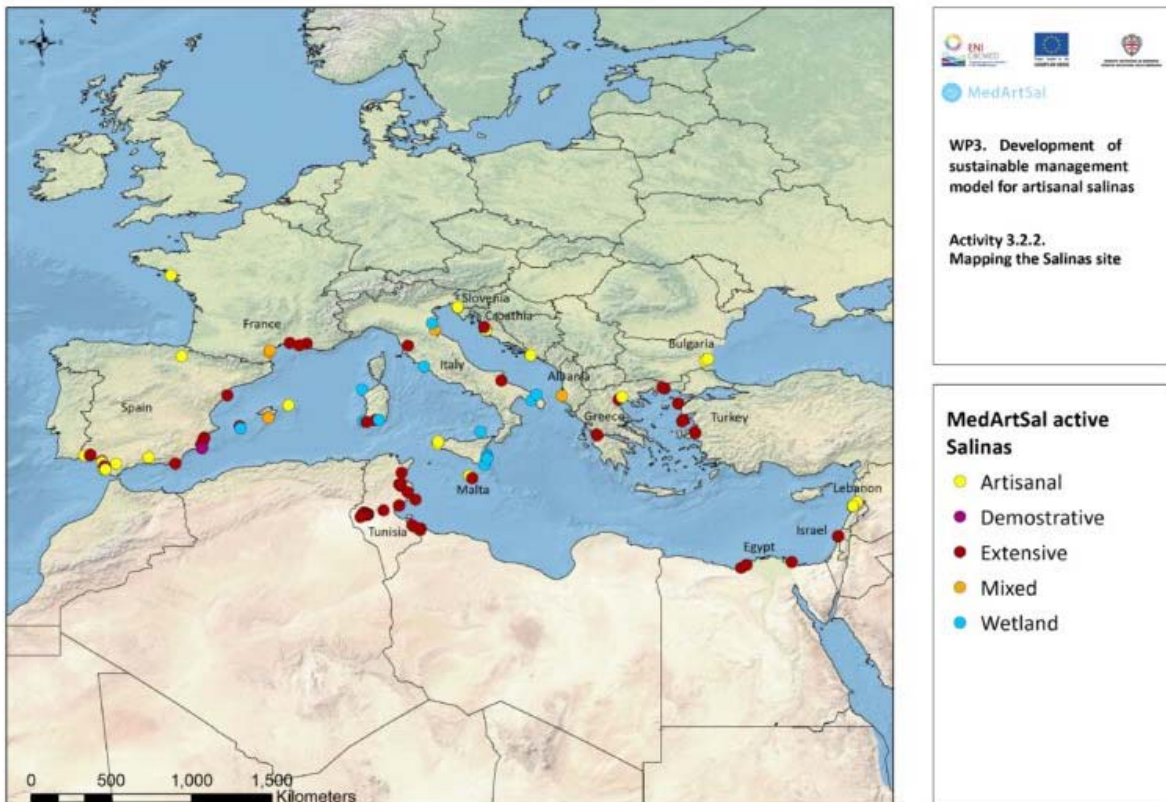 Slovenia
Croathia
France
Bulgaria
Italy
Albania
Spain
Greece
Turkey
Malta
Lebanon
Tunisia
Israel
Egypt
0 500 1,000 1,500
Kilometers
ENI
CBCMED
MedArtSal
WP3. Development of
sustainable management
model for artisanal salinas
Activity 3.2.2.
Mapping the Salinas site
MedArtSal active
Salinas
Artisanal
Demostrative
Extensive
Mixed
Wetland